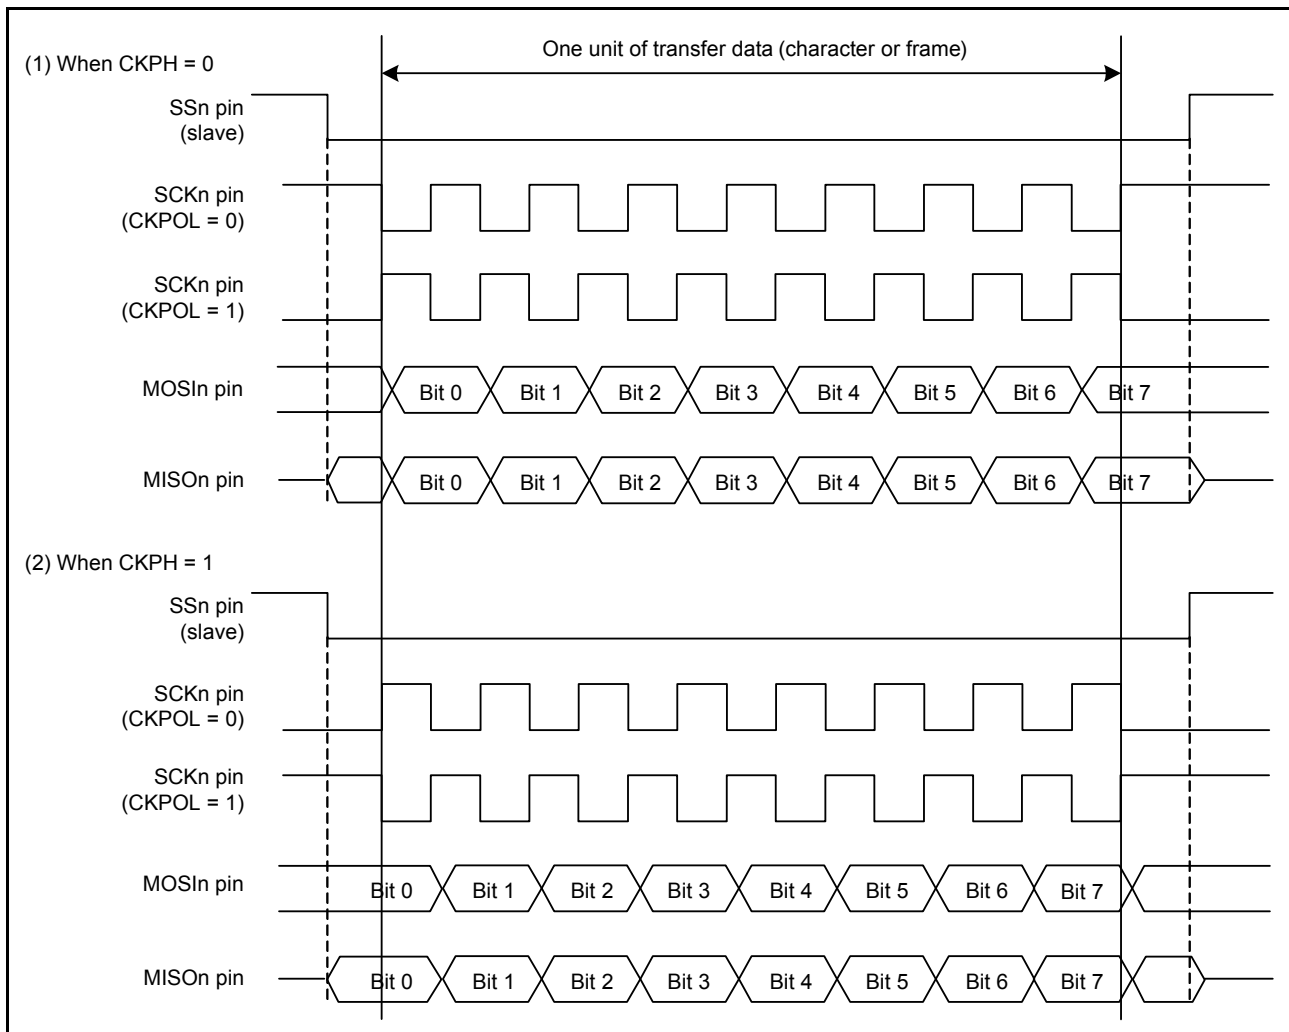 One unit of transfer data (character or frame)
(1) When CKPH = 0
SSn pin
(slave)
SCKn pin
(CKPOL = 0)
SCKn pin
(CKPOL = 1)
MOSIn pin
Bit 0 Bit 1 Bit 2 Bit 3 Bit 4 Bit 5 Bit 6 Bit 7
MISOn pin
Bit 0 Bit 1 Bit 2 Bit 3 Bit 4 Bit 5 Bit 6 Bit 7
(2) When CKPH = 1
SSn pin
(slave)
SCKn pin
(CKPOL = 0)
SCKn pin
(CKPOL = 1)
MOSIn pin
Bit 0 Bit 1 Bit 2 Bit 3 Bit 4 Bit 5 Bit 6 Bit 7
MISOn pin
Bit 0 Bit 1 Bit 2 Bit 3 Bit 4 Bit 5 Bit 6 Bit 7